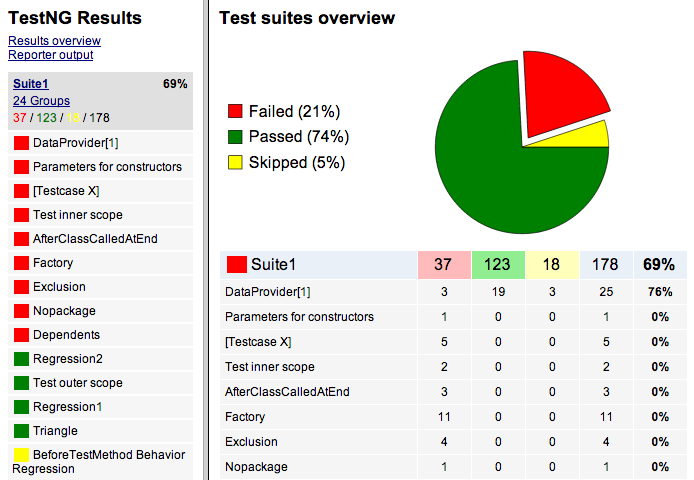 TestNG Results
Results overview
Reporter output
Suite1 69%
24 Groups
37 / 123 / 18 / 178
DataProvider[1]
Parameters for constructors
[Testcase X]
Test inner scope
AfterClassCalledAtEnd
Factory
Exclusion
Nopackage
Dependents
Regression2
Test outer scope
Regression1
Triangle
BeforeTestMethod Behavior
Regression
Test suites overview
Failed (21%)
Passed (74%)
Skipped (5%)
Suite1 37 123 18 178 69%
DataProvider[1] 3 19 3 25 76%
Parameters for constructors 1 0 0 1 0%
[Testcase X] 5 0 0 5 0%
Test inner scope 2 0 0 2 0%
AfterClassCalledAtEnd 3 0 0 3 0%
Factory 11 0 0 11 0%
Exclusion 4 0 0 4 0%
Nopackage 1 0 0 1 0%